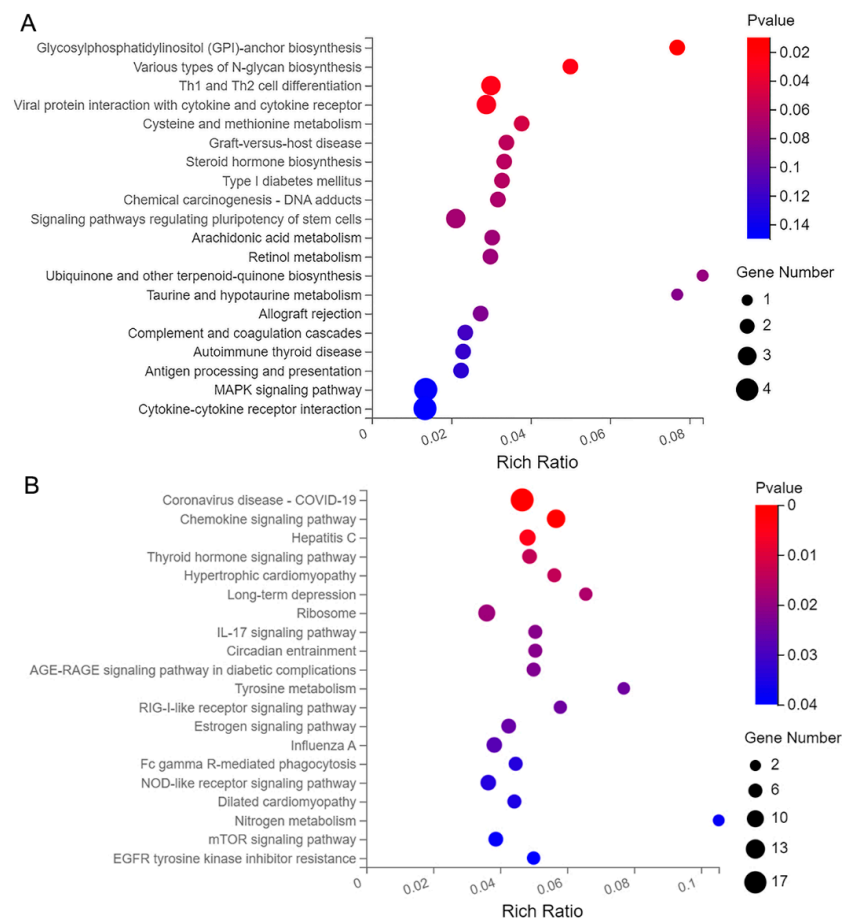 A
Pvalue
Glycosylphosphatidylinositol (GPI)-anchor biosynthesis
Various types of N-glycan biosynthesis
Th1 and Th2 cell differentiation
Viral protein interaction with cytokine and cytokine receptor
Cysteine and methionine metabolism
Graft-versus-host disease
Steroid hormone biosynthesis
Type I diabetes mellitus
Chemical carcinogenesis - DNA adducts
Signaling pathways regulating pluripotency of stem cells
Arachidonic acid metabolism
Retinol metabolism
Ubiquinone and other terpenoid-quinone biosynthesis
Taurine and hypotaurine metabolism
Allograft rejection
Complement and coagulation cascades
Autoimmune thyroid disease
Antigen processing and presentation
MAPK signaling pathway
Cytokine-cytokine receptor interaction
0.02
0.04
0.06
0.08
0.1
0.12
0.14
Gene Number
1
2
3
4
0 0.02 0.04 0.06 0.08
Rich Ratio
B
Pvalue
Coronavirus disease - COVID-19
Chemokine signaling pathway
Hepatitis C
Thyroid hormone signaling pathway
Hypertrophic cardiomyopathy
Long-term depression
Ribosome
IL-17 signaling pathway
Circadian entrainment
AGE-RAGE signaling pathway in diabetic complications
Tyrosine metabolism
RIG-I-like receptor signaling pathway
Estrogen signaling pathway
Influenza A
Fc gamma R-mediated phagocytosis
NOD-like receptor signaling pathway
Dilated cardiomyopathy
Nitrogen metabolism
mTOR signaling pathway
EGFR tyrosine kinase inhibitor resistance
0
0.01
0.02
0.03
0.04
Gene Number
2
6
10
13
17
0 0.02 0.04 0.06 0.08 0.1
Rich Ratio